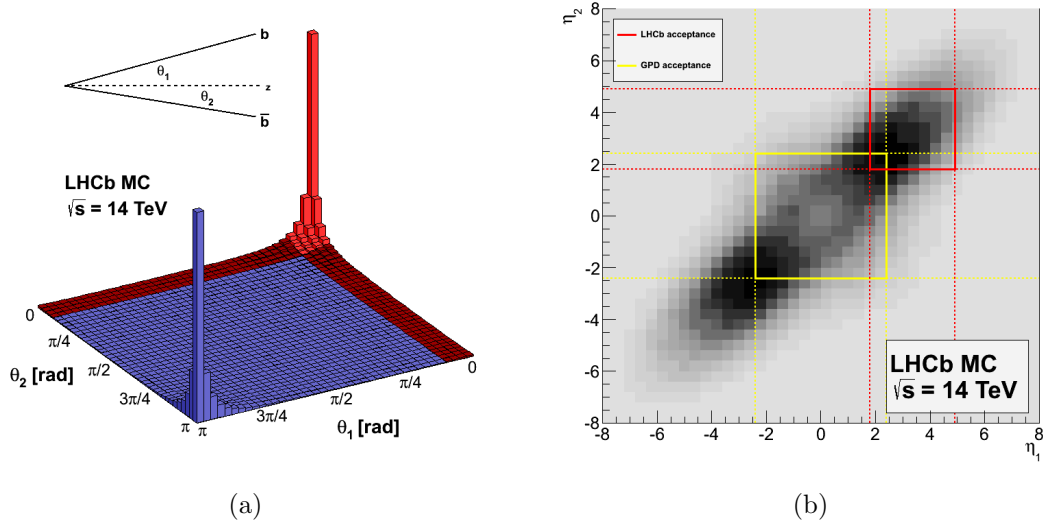 b
θ1
z
θ2
b̅
LHCb MC
√s = 14 TeV
0
π/4
π/2
3π/4
π
θ2 [rad]
π
3π/4
π/2
π/4
0
θ1 [rad]
(a)
η2
8
6
4
2
0
-2
-4
-6
-8
LHCb acceptance
GPD acceptance
LHCb MC
√s = 14 TeV
-8 -6 -4 -2 0 2 4 6 8
η1
(b)